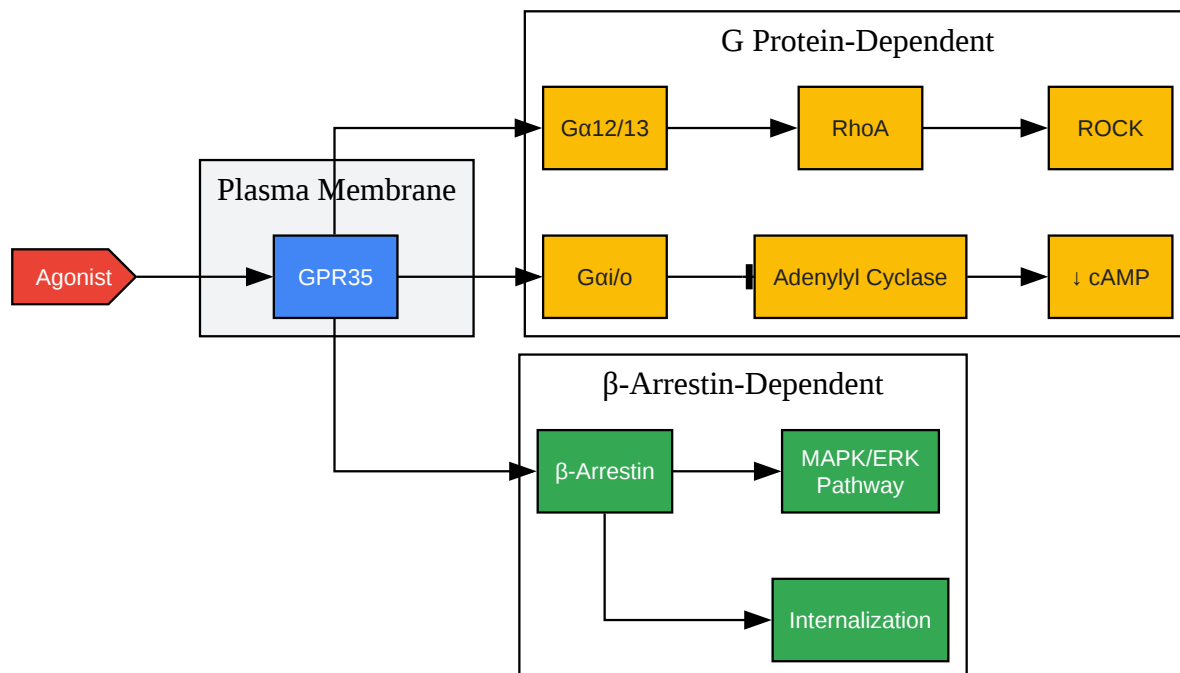 G Protein-Dependent
Gα12/13
RhoA
ROCK
Plasma Membrane
Agonist
GPR35
Gαi/o
Adenylyl Cyclase
↓ cAMP
β-Arrestin-Dependent
β-Arrestin
MAPK/ERK
Pathway
Internalization